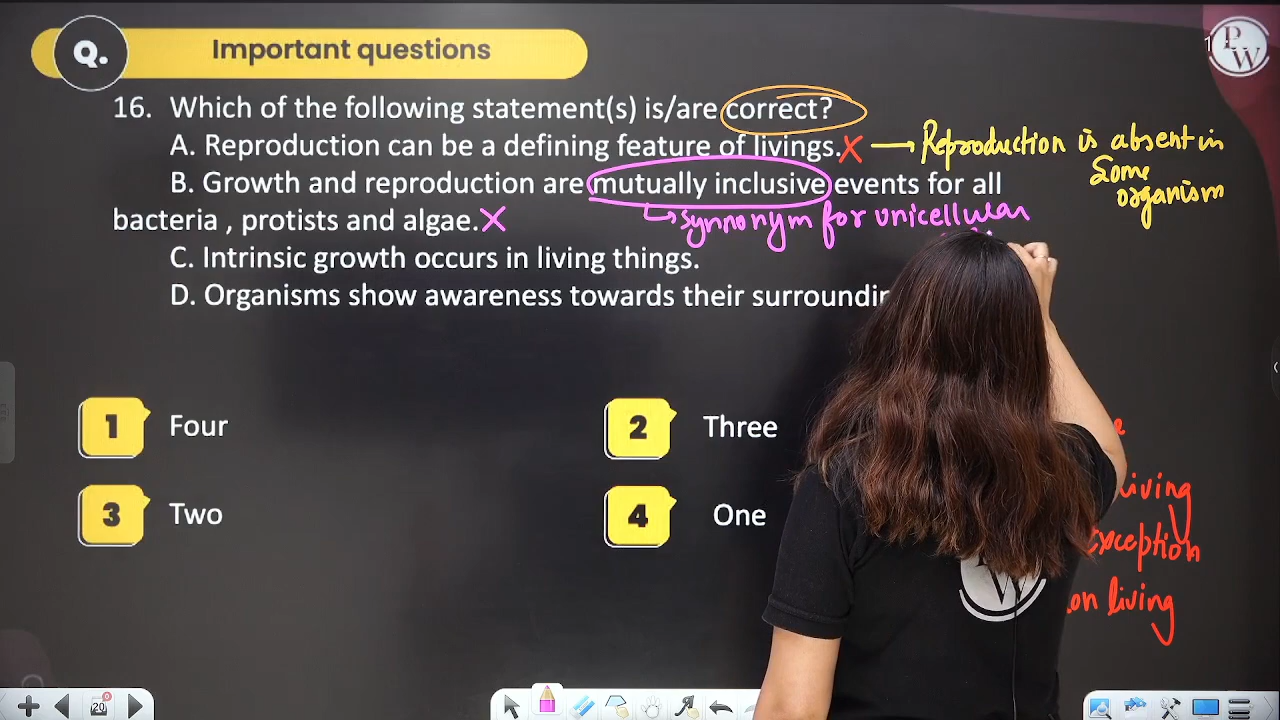 Q. Important questions
16. Which of the following statement(s) is/are correct?
A. Reproduction can be a defining feature of livings. X → Reproduction is absent in
Some
organism
B. Growth and reproduction are mutually inclusive events for all
bacteria , protists and algae. X
synnonym for unicellular
C. Intrinsic growth occurs in living things.
D. Organisms show awareness towards their
1 Four
2 Three
3 Two
4 One
living
exception
living
PW
20